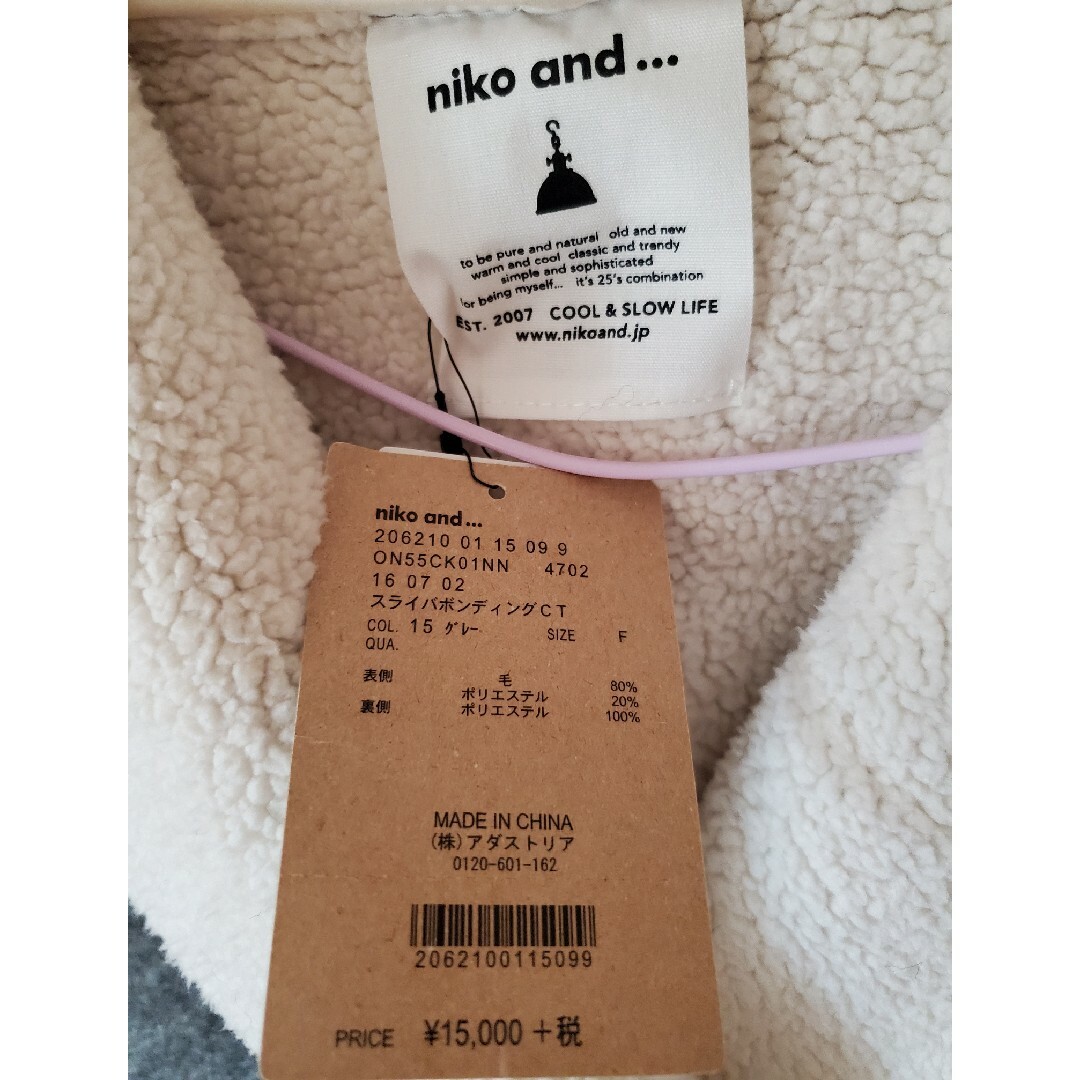 niko and ...
to be pure and natural old and new
warm and cool classic and trendy
simple and sophisticated
for being myself... it's 25's combination
EST. 2007 COOL & SLOW LIFE
www.nikoand.jp
niko and ...
206210 01 15 09 9
ON55CK01NN 4702
16 07 02
スライバボンディングCT
COL. 15 グレー SIZE F
QUA.
表側 毛 80%
ポリエステル 20%
裏側 ポリエステル 100%
MADE IN CHINA
(株)アダストリア
0120-601-162
2062100115099
PRICE ¥15,000 +税